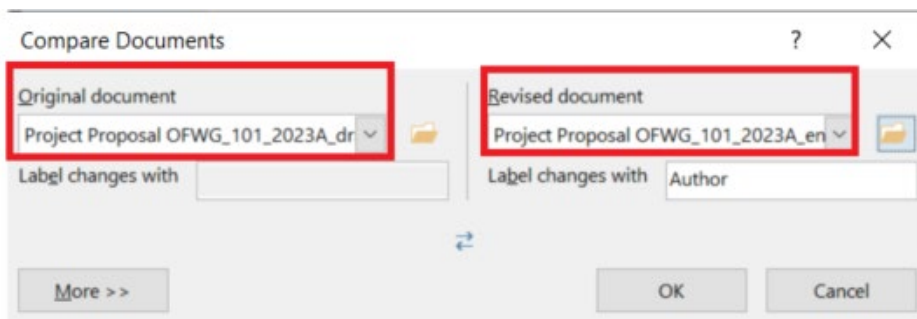 Compare Documents ?
Original document Revised document
Project Proposal OFWG_101_2023A_dr Project Proposal OFWG_101_2023A_en
Label changes with Label changes with Author
More >> OK Cancel